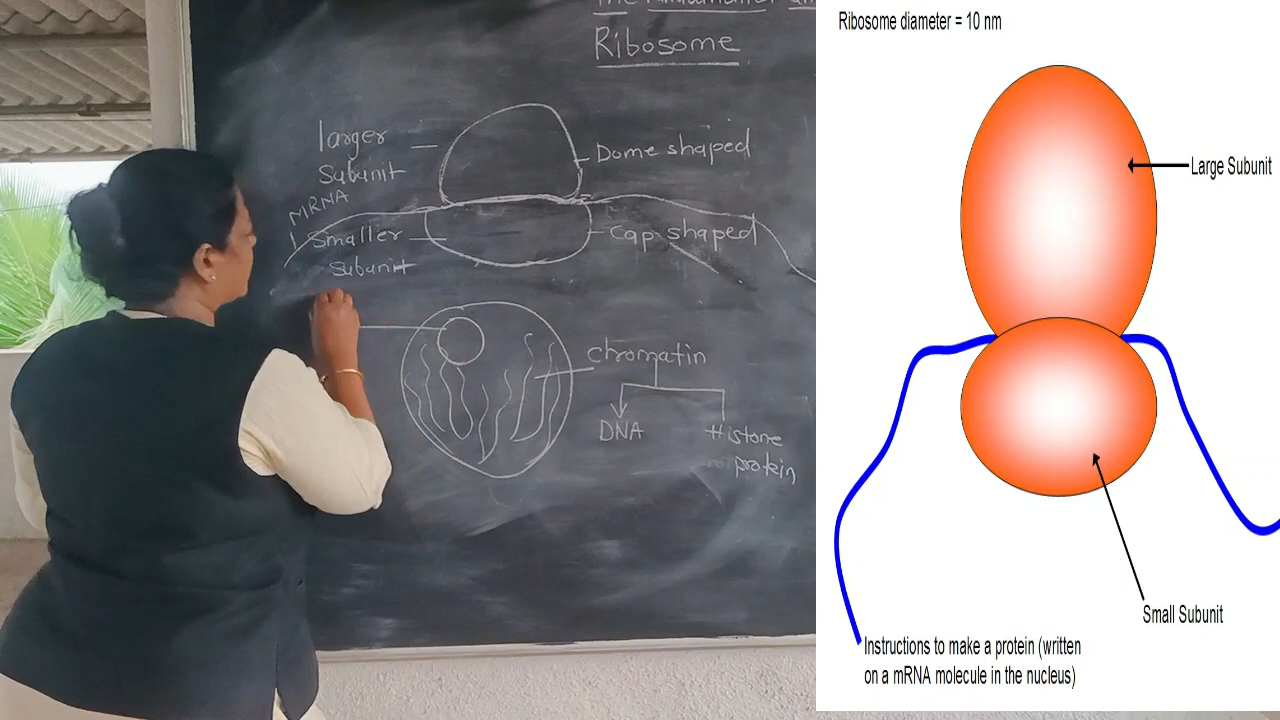 Ribosome
larger
Subunit
Dome shaped
MRNA
Smaller
Subunit
Cap shaped
chromatin
DNA
Histone
protein
Ribosome diameter = 10 nm
Large Subunit
Small Subunit
Instructions to make a protein (written
on a mRNA molecule in the nucleus)